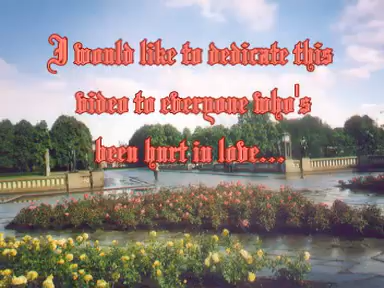 I would like to dedicate this
video to everyone who's
been hurt in love...